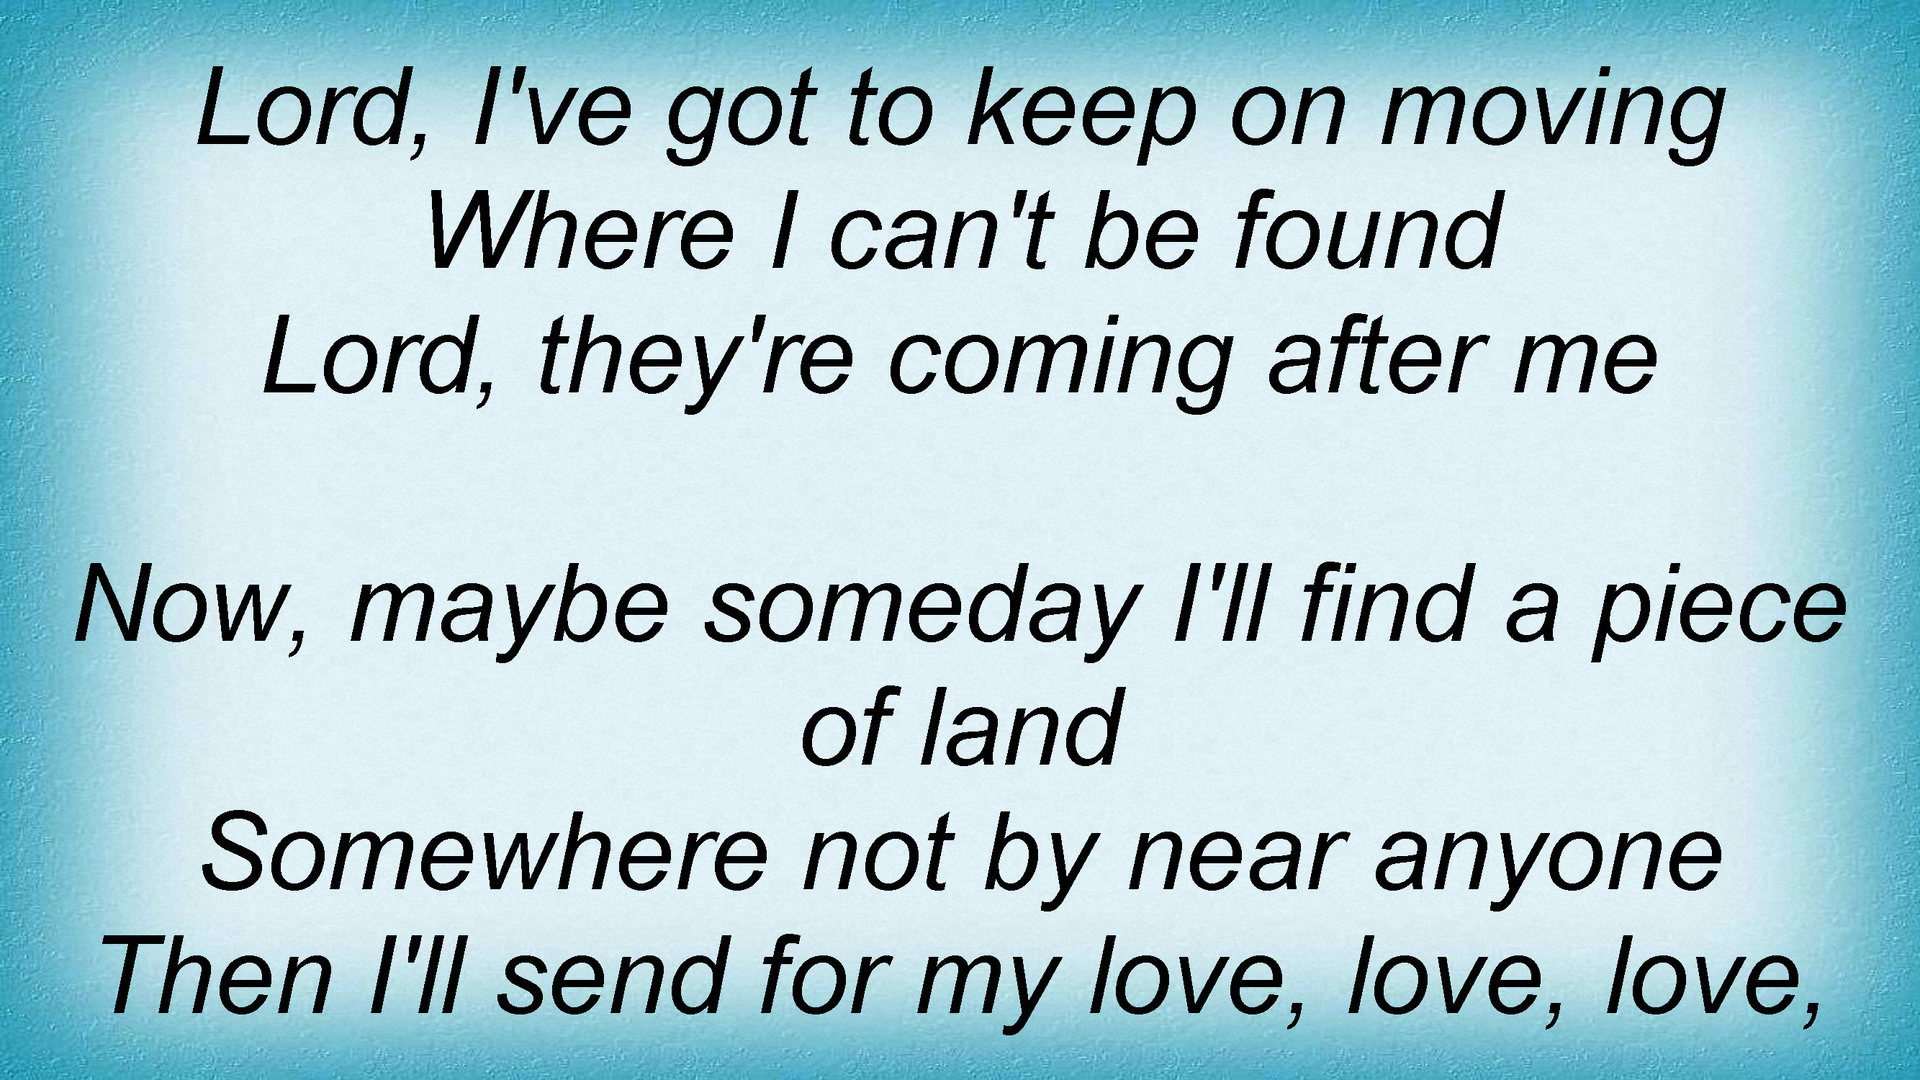 Lord, I've got to keep on moving
Where I can't be found
Lord, they're coming after me
Now, maybe someday I'll find a piece
of land
Somewhere not by near anyone
Then I'll send for my love, love, love,